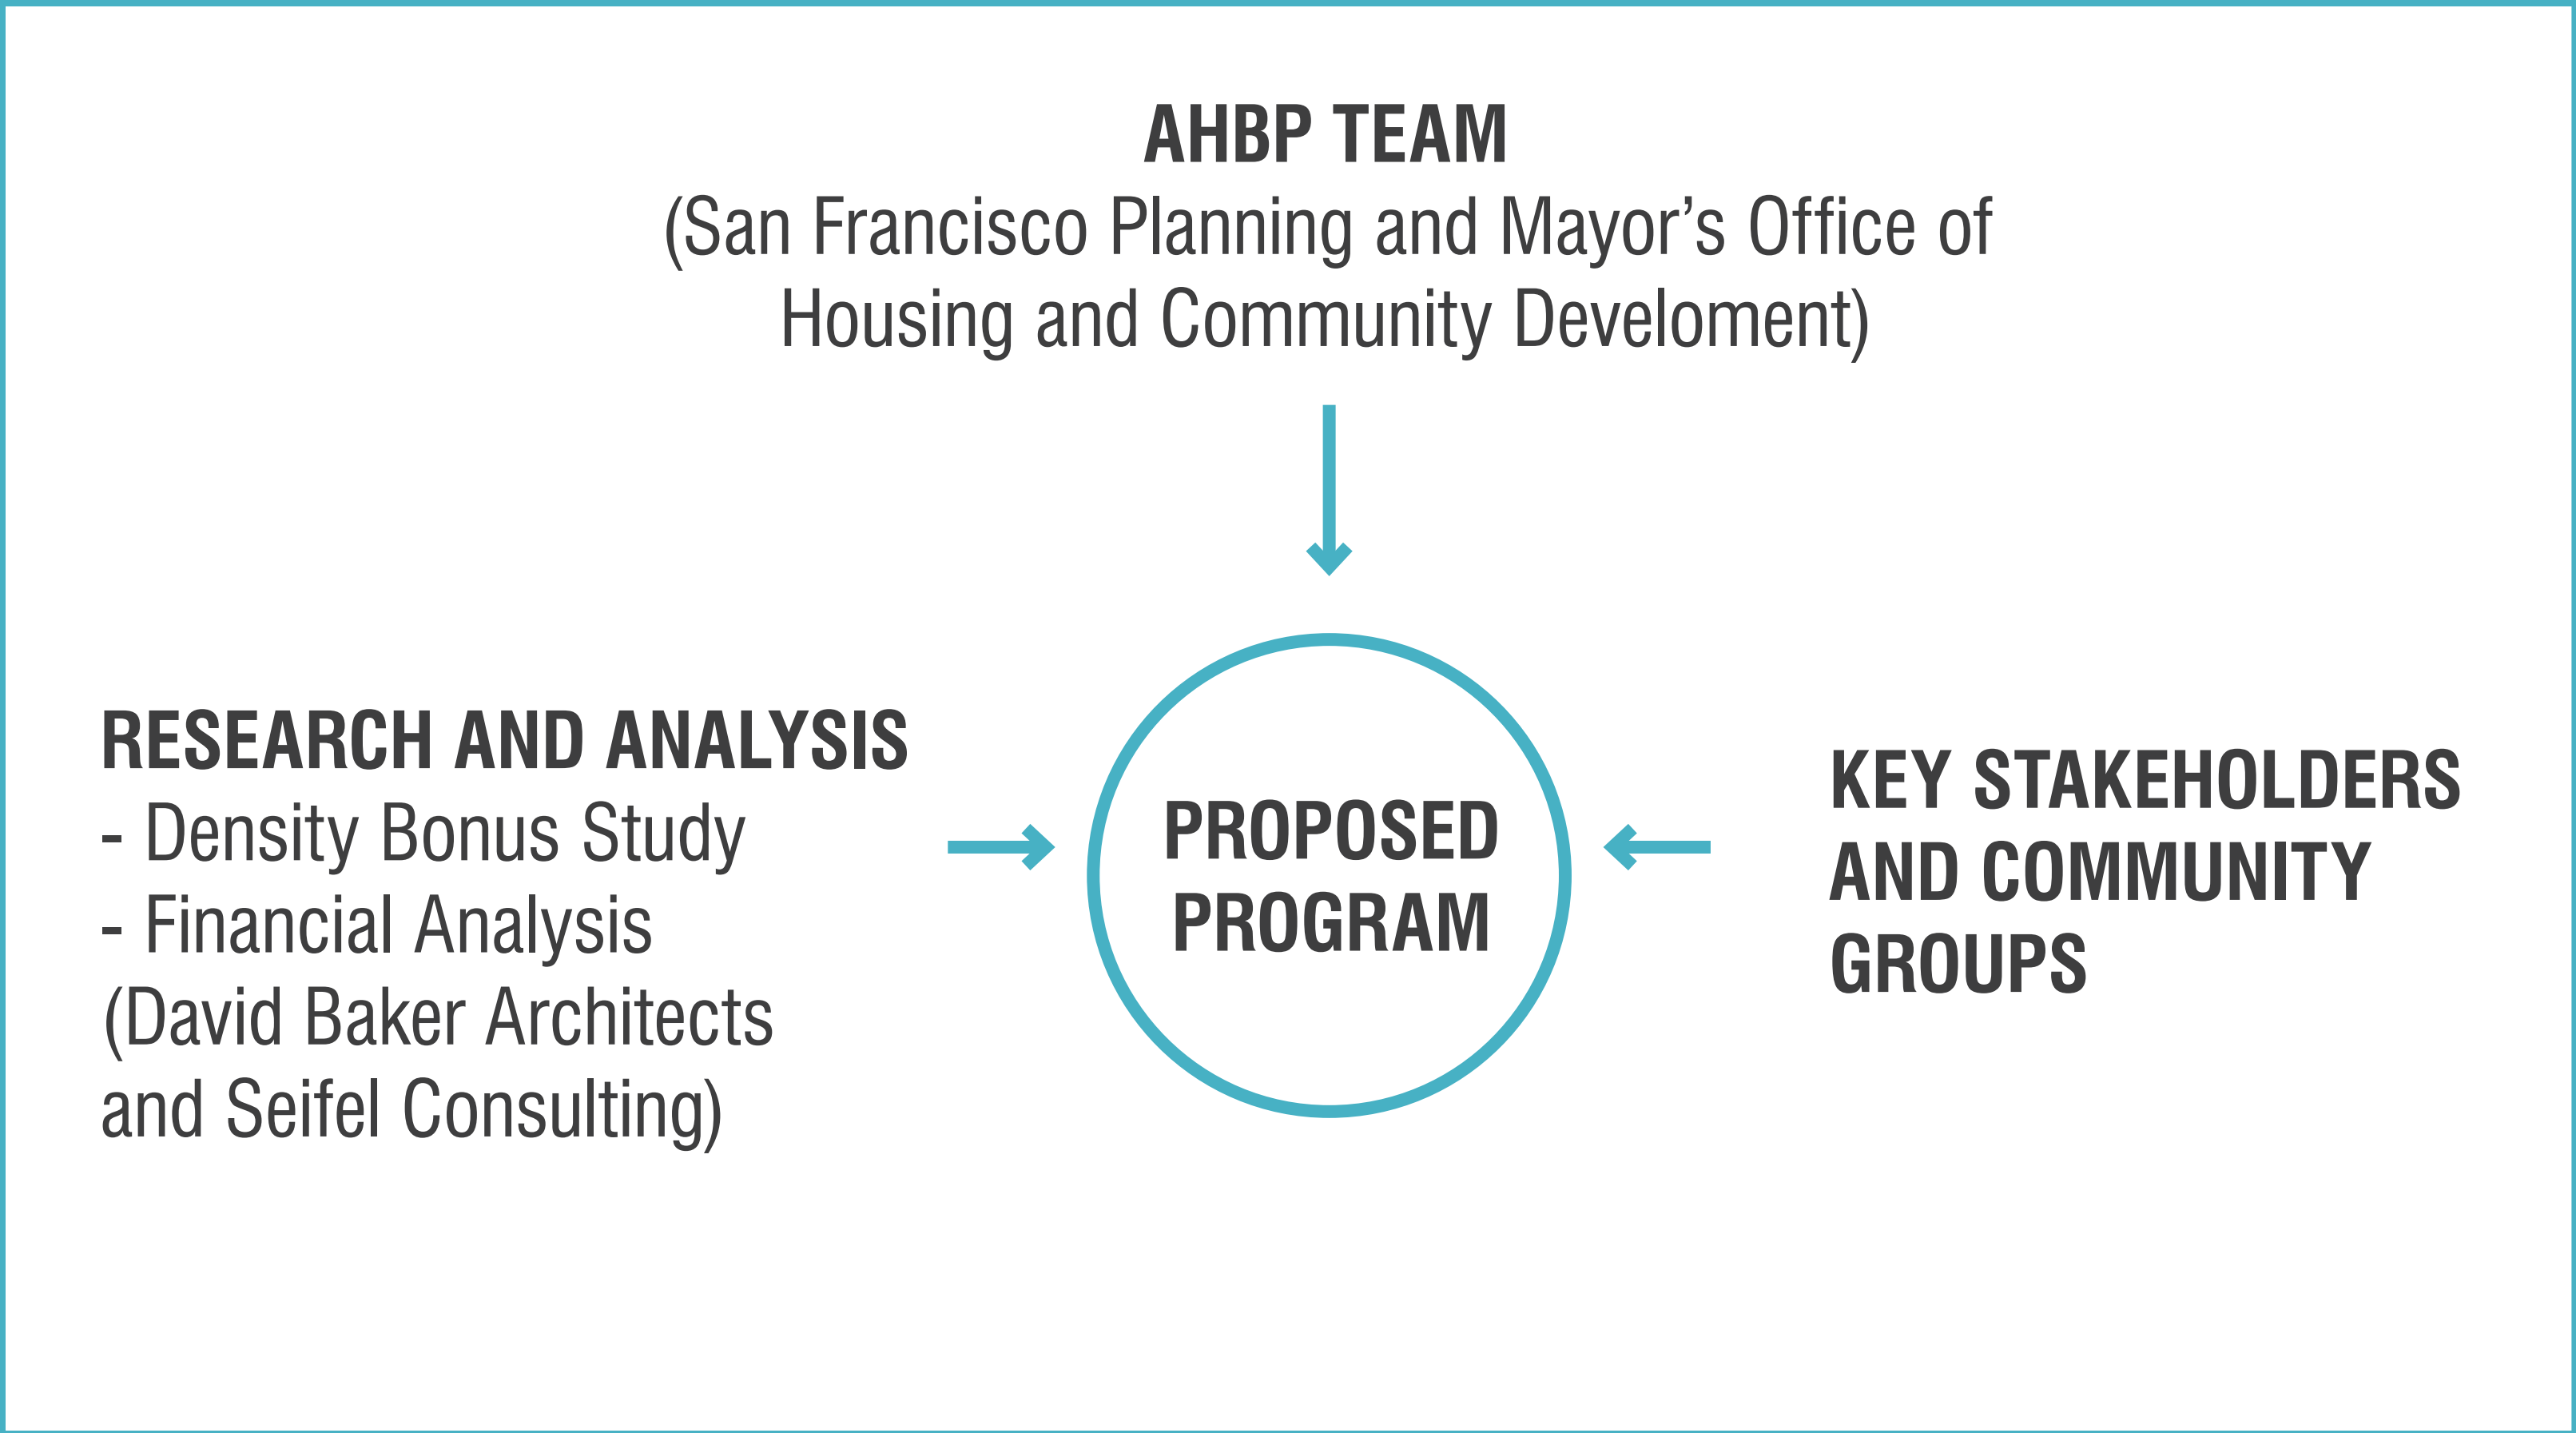 AHBP TEAM
(San Francisco Planning and Mayor’s Office of
Housing and Community Develoment)
RESEARCH AND ANALYSIS
- Density Bonus Study
- Financial Analysis
(David Baker Architects
and Seifel Consulting)
PROPOSED
PROGRAM
KEY STAKEHOLDERS
AND COMMUNITY
GROUPS